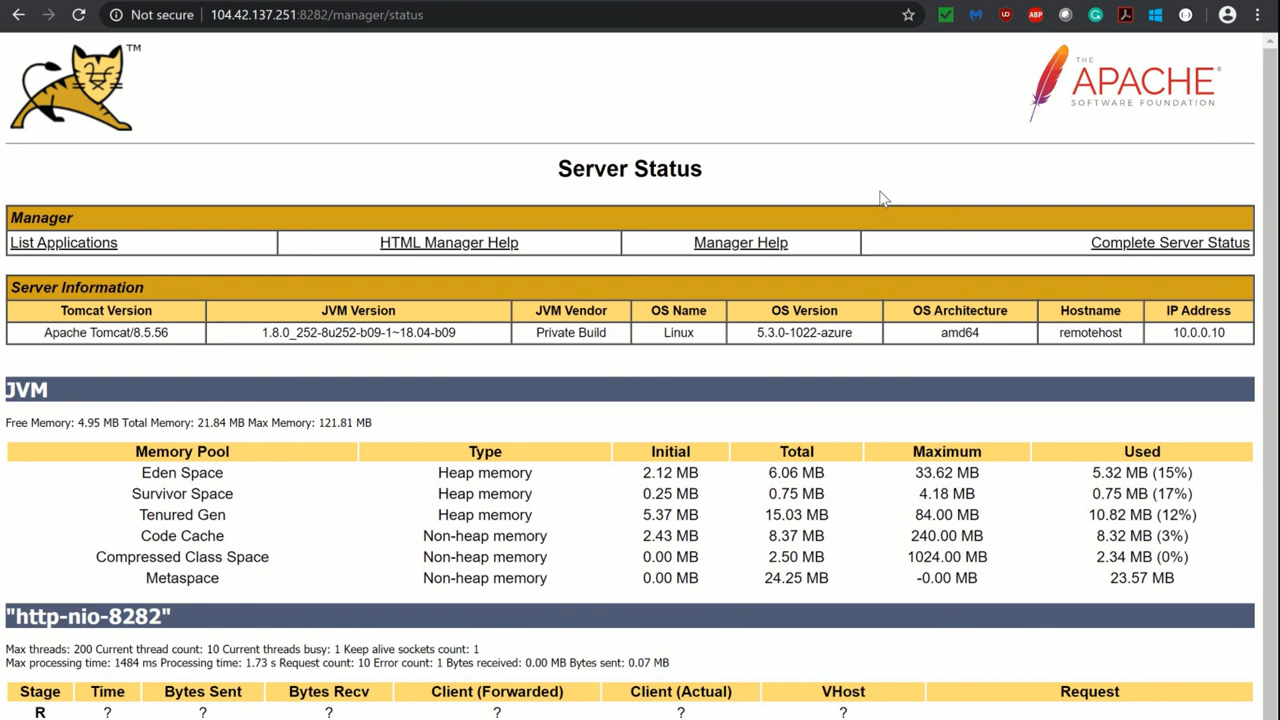 Not secure 104.42.137.251:8282/manager/status
TM
THE
APACHE®
SOFTWARE FOUNDATION
Server Status
Manager
List Applications HTML Manager Help Manager Help Complete Server Status
Server Information
Tomcat Version JVM Version JVM Vendor OS Name OS Version OS Architecture Hostname IP Address
Apache Tomcat/8.5.56 1.8.0_252-8u252-b09-1~18.04-b09 Private Build Linux 5.3.0-1022-azure amd64 remotehost 10.0.0.10
JVM
Free Memory: 4.95 MB Total Memory: 21.84 MB Max Memory: 121.81 MB
Memory Pool Type Initial Total Maximum Used
Eden Space Heap memory 2.12 MB 6.06 MB 33.62 MB 5.32 MB (15%)
Survivor Space Heap memory 0.25 MB 0.75 MB 4.18 MB 0.75 MB (17%)
Tenured Gen Heap memory 5.37 MB 15.03 MB 84.00 MB 10.82 MB (12%)
Code Cache Non-heap memory 2.43 MB 8.37 MB 240.00 MB 8.32 MB (3%)
Compressed Class Space Non-heap memory 0.00 MB 2.50 MB 1024.00 MB 2.34 MB (0%)
Metaspace Non-heap memory 0.00 MB 24.25 MB -0.00 MB 23.57 MB
"http-nio-8282"
Max threads: 200 Current thread count: 10 Current threads busy: 1 Keep alive sockets count: 1
Max processing time: 1484 ms Processing time: 1.73 s Request count: 10 Error count: 1 Bytes received: 0.00 MB Bytes sent: 0.07 MB
Stage Time Bytes Sent Bytes Recv Client (Forwarded) Client (Actual) VHost Request
R ? ? ? ? ? ?